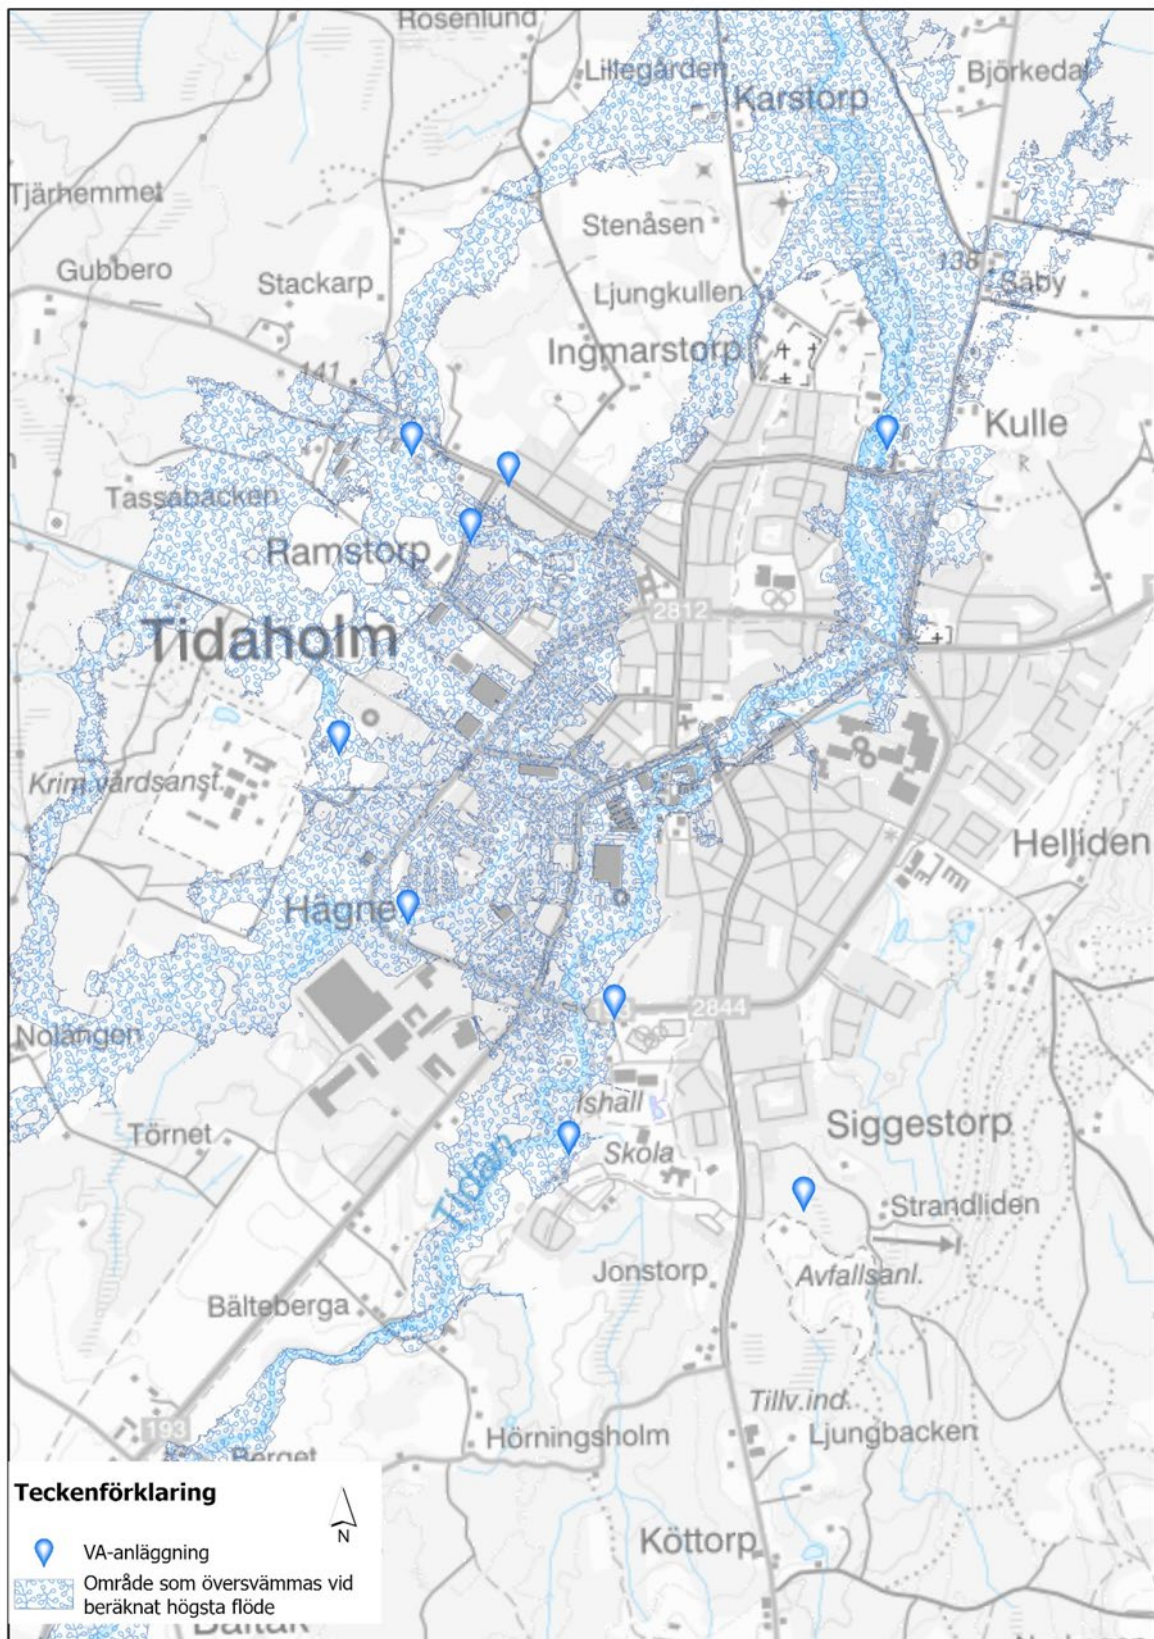 Rosenlund
Lillegården
Björkedal
Karstorp
Tjärhemmet
Stenåsen
Gubbero
Stackarp
138
Säby
Ljungkullen
Ingmarstorp
141
Kulle
R
Tassabäcken
Ramstorp
2812
Tidaholm
Krim.vårdsanst.
Helliden
Hägne
2844
Nolängen
Ishall
Törnet
Siggestorp
Skola
Tidan
Strandliden
Jonstorp
Avfallsanl.
Bälteberga
Tillv.ind.
193
Hörningsholm
Ljungbacken
Berget
Köttorp
Teckenförklaring
N
VA-anläggning
Område som översvämmas vid
beräknat högsta flöde